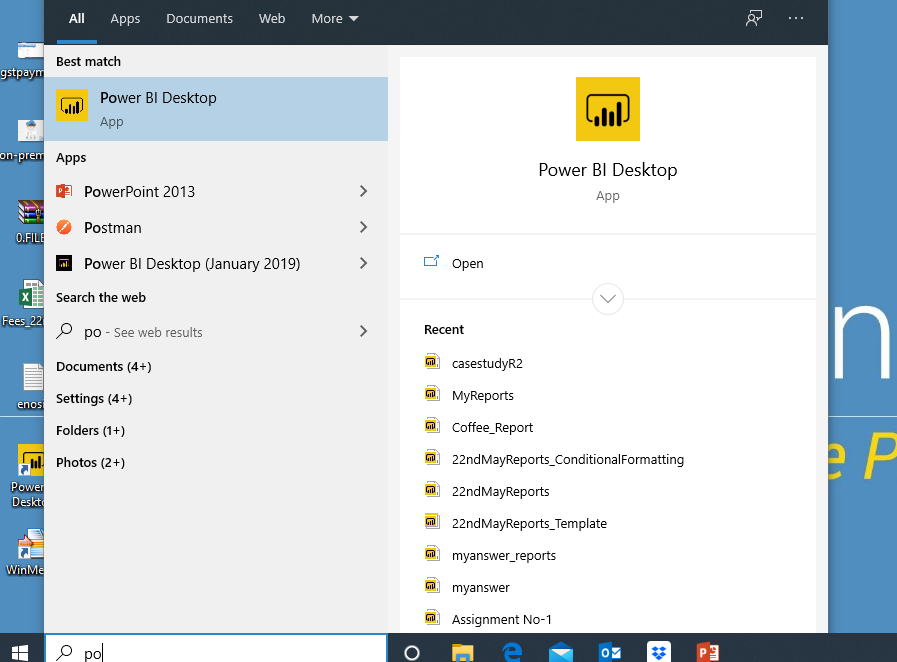 All Apps Documents Web More
Best match
Power BI Desktop
App
Apps
PowerPoint 2013
Postman
Power BI Desktop (January 2019)
Search the web
po - See web results
Documents (4+)
Settings (4+)
Folders (1+)
Photos (2+)
po
Power BI Desktop
App
Open
Recent
casestudyR2
MyReports
Coffee_Report
22ndMayReports_ConditionalFormatting
22ndMayReports
22ndMayReports_Template
myanswer_reports
myanswer
Assignment No-1
gstpaym
on-prem
0.FILE
Fees_22
enosi
Power
Deskto
WinMe
n
e P